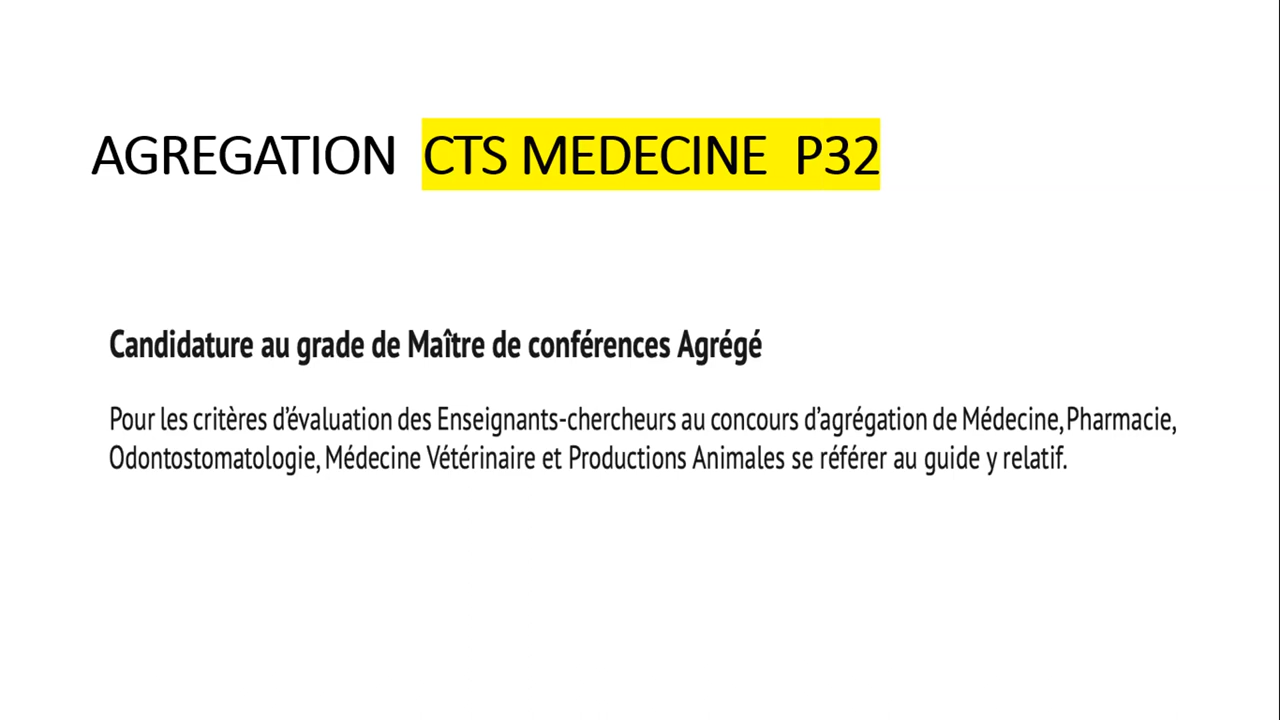 AGREGATION CTS MEDECINE P32
Candidature au grade de Maître de conférences Agrégé
Pour les critères d’évaluation des Enseignants-chercheurs au concours d’agrégation de Médecine, Pharmacie,
Odontostomatologie, Médecine Vétérinaire et Productions Animales se référer au guide y relatif.